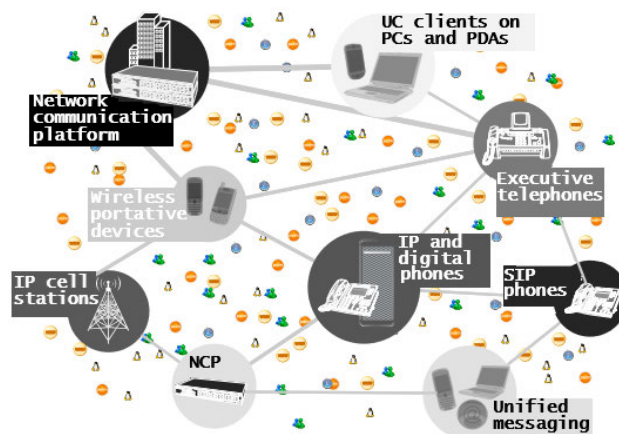 UC clients on
PCs and PDAs
Network
communication
platform
Executive
telephones
Wireless
portative
devices
IP and
digital
phones
IP cell
stations
SIP
phones
NCP
Unified
messaging